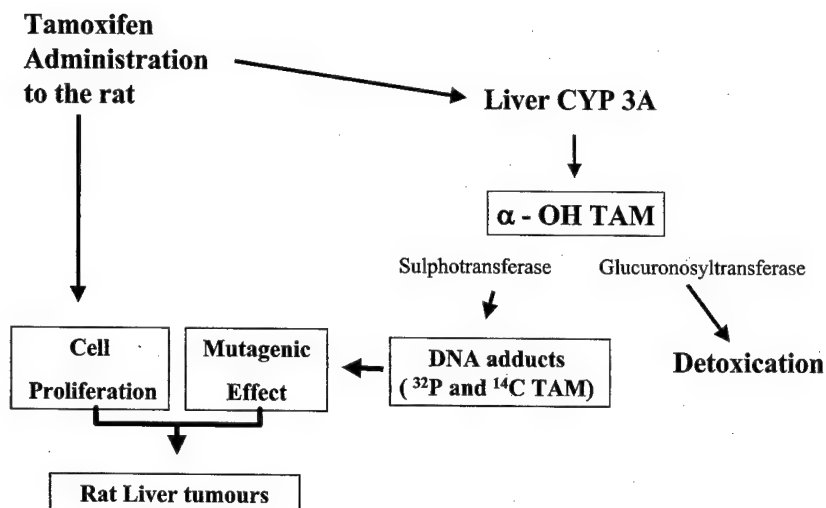 Tamoxifen
Administration
to the rat
Liver CYP 3A
α - OH TAM
Sulphotransferase
Glucuronosyltransferase
Cell
Proliferation
Mutagenic
Effect
DNA adducts
( ³²P and ¹⁴C TAM)
Detoxication
Rat Liver tumours